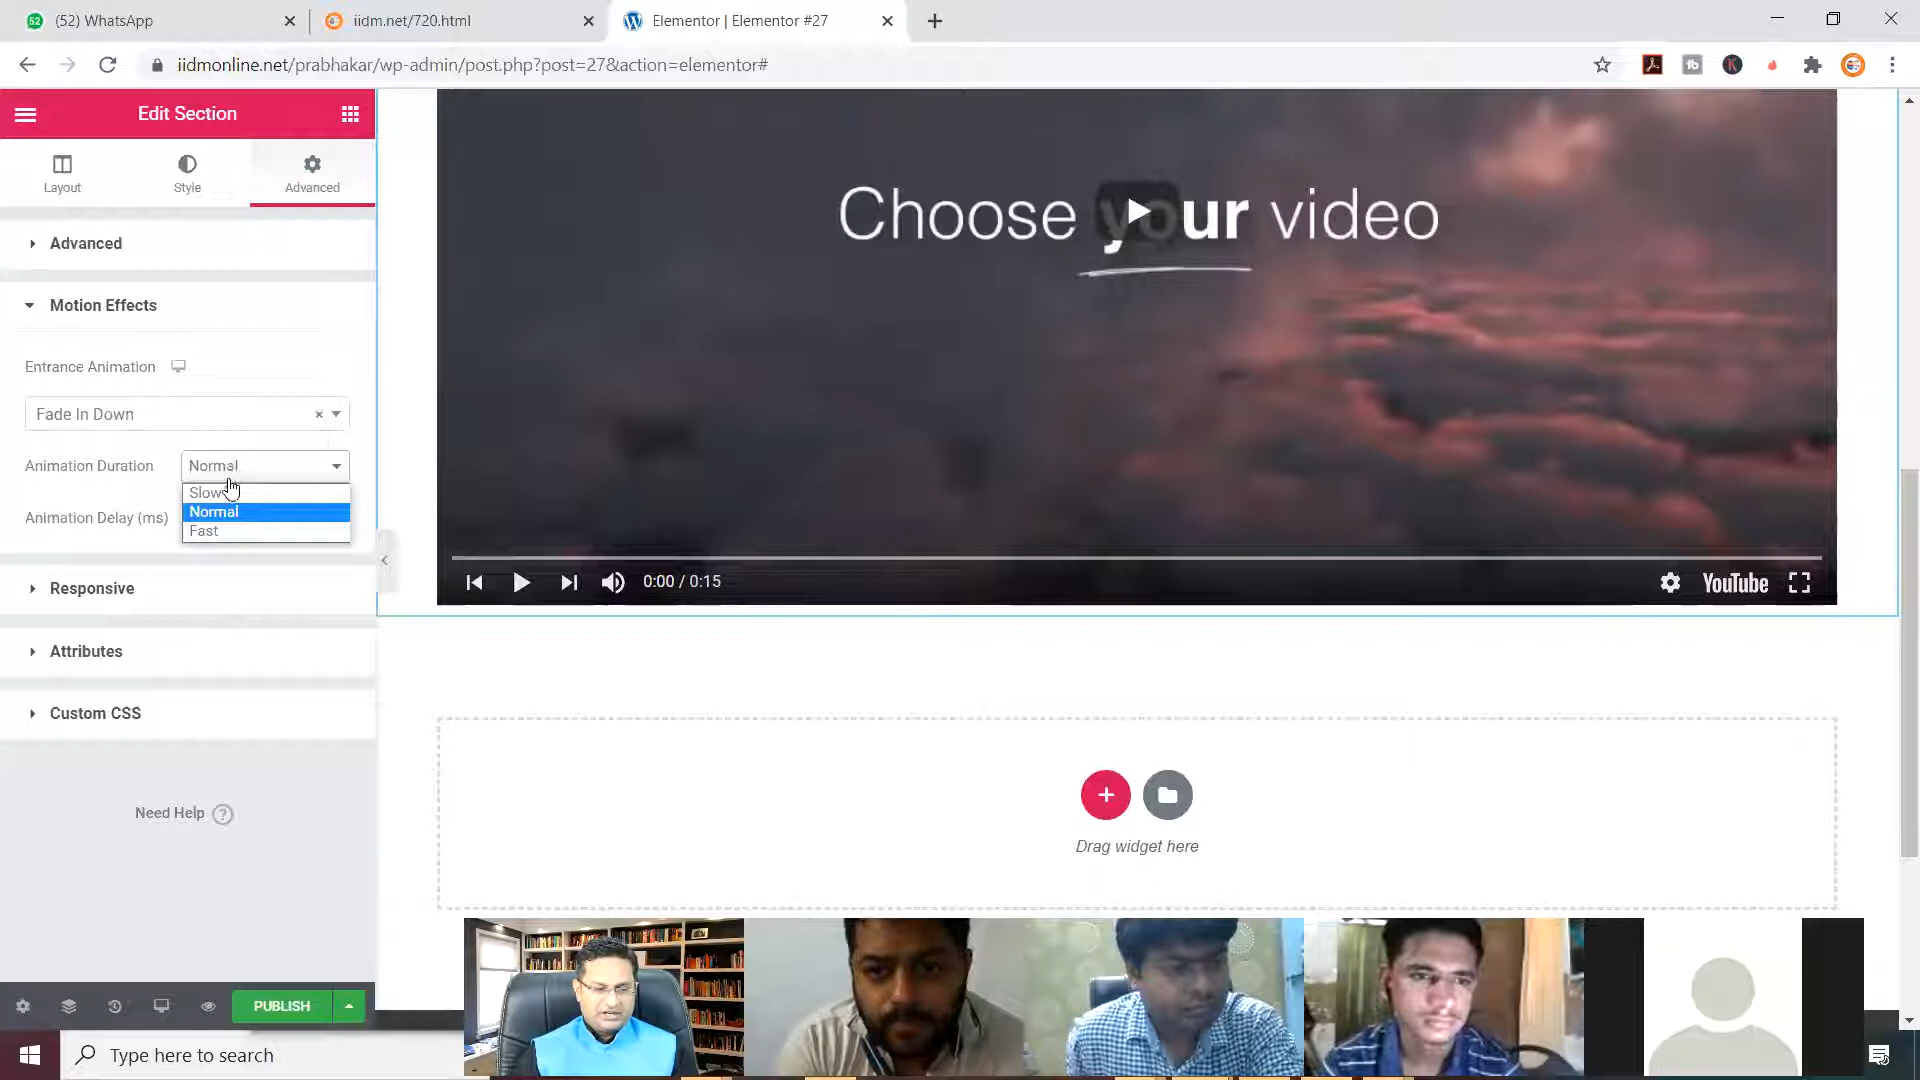 (52) WhatsApp
iidm.net/720.html
Elementor | Elementor #27
iidmonline.net/prabhakar/wp-admin/post.php?post=27&action=elementor#
Edit Section
Layout
Style
Advanced
Advanced
Motion Effects
Entrance Animation
Fade In Down
Animation Duration
Normal
Slow
Normal
Fast
Animation Delay (ms)
Responsive
Attributes
Custom CSS
Need Help
PUBLISH
Choose your video
0:00 / 0:15
YouTube
Drag widget here
Type here to search